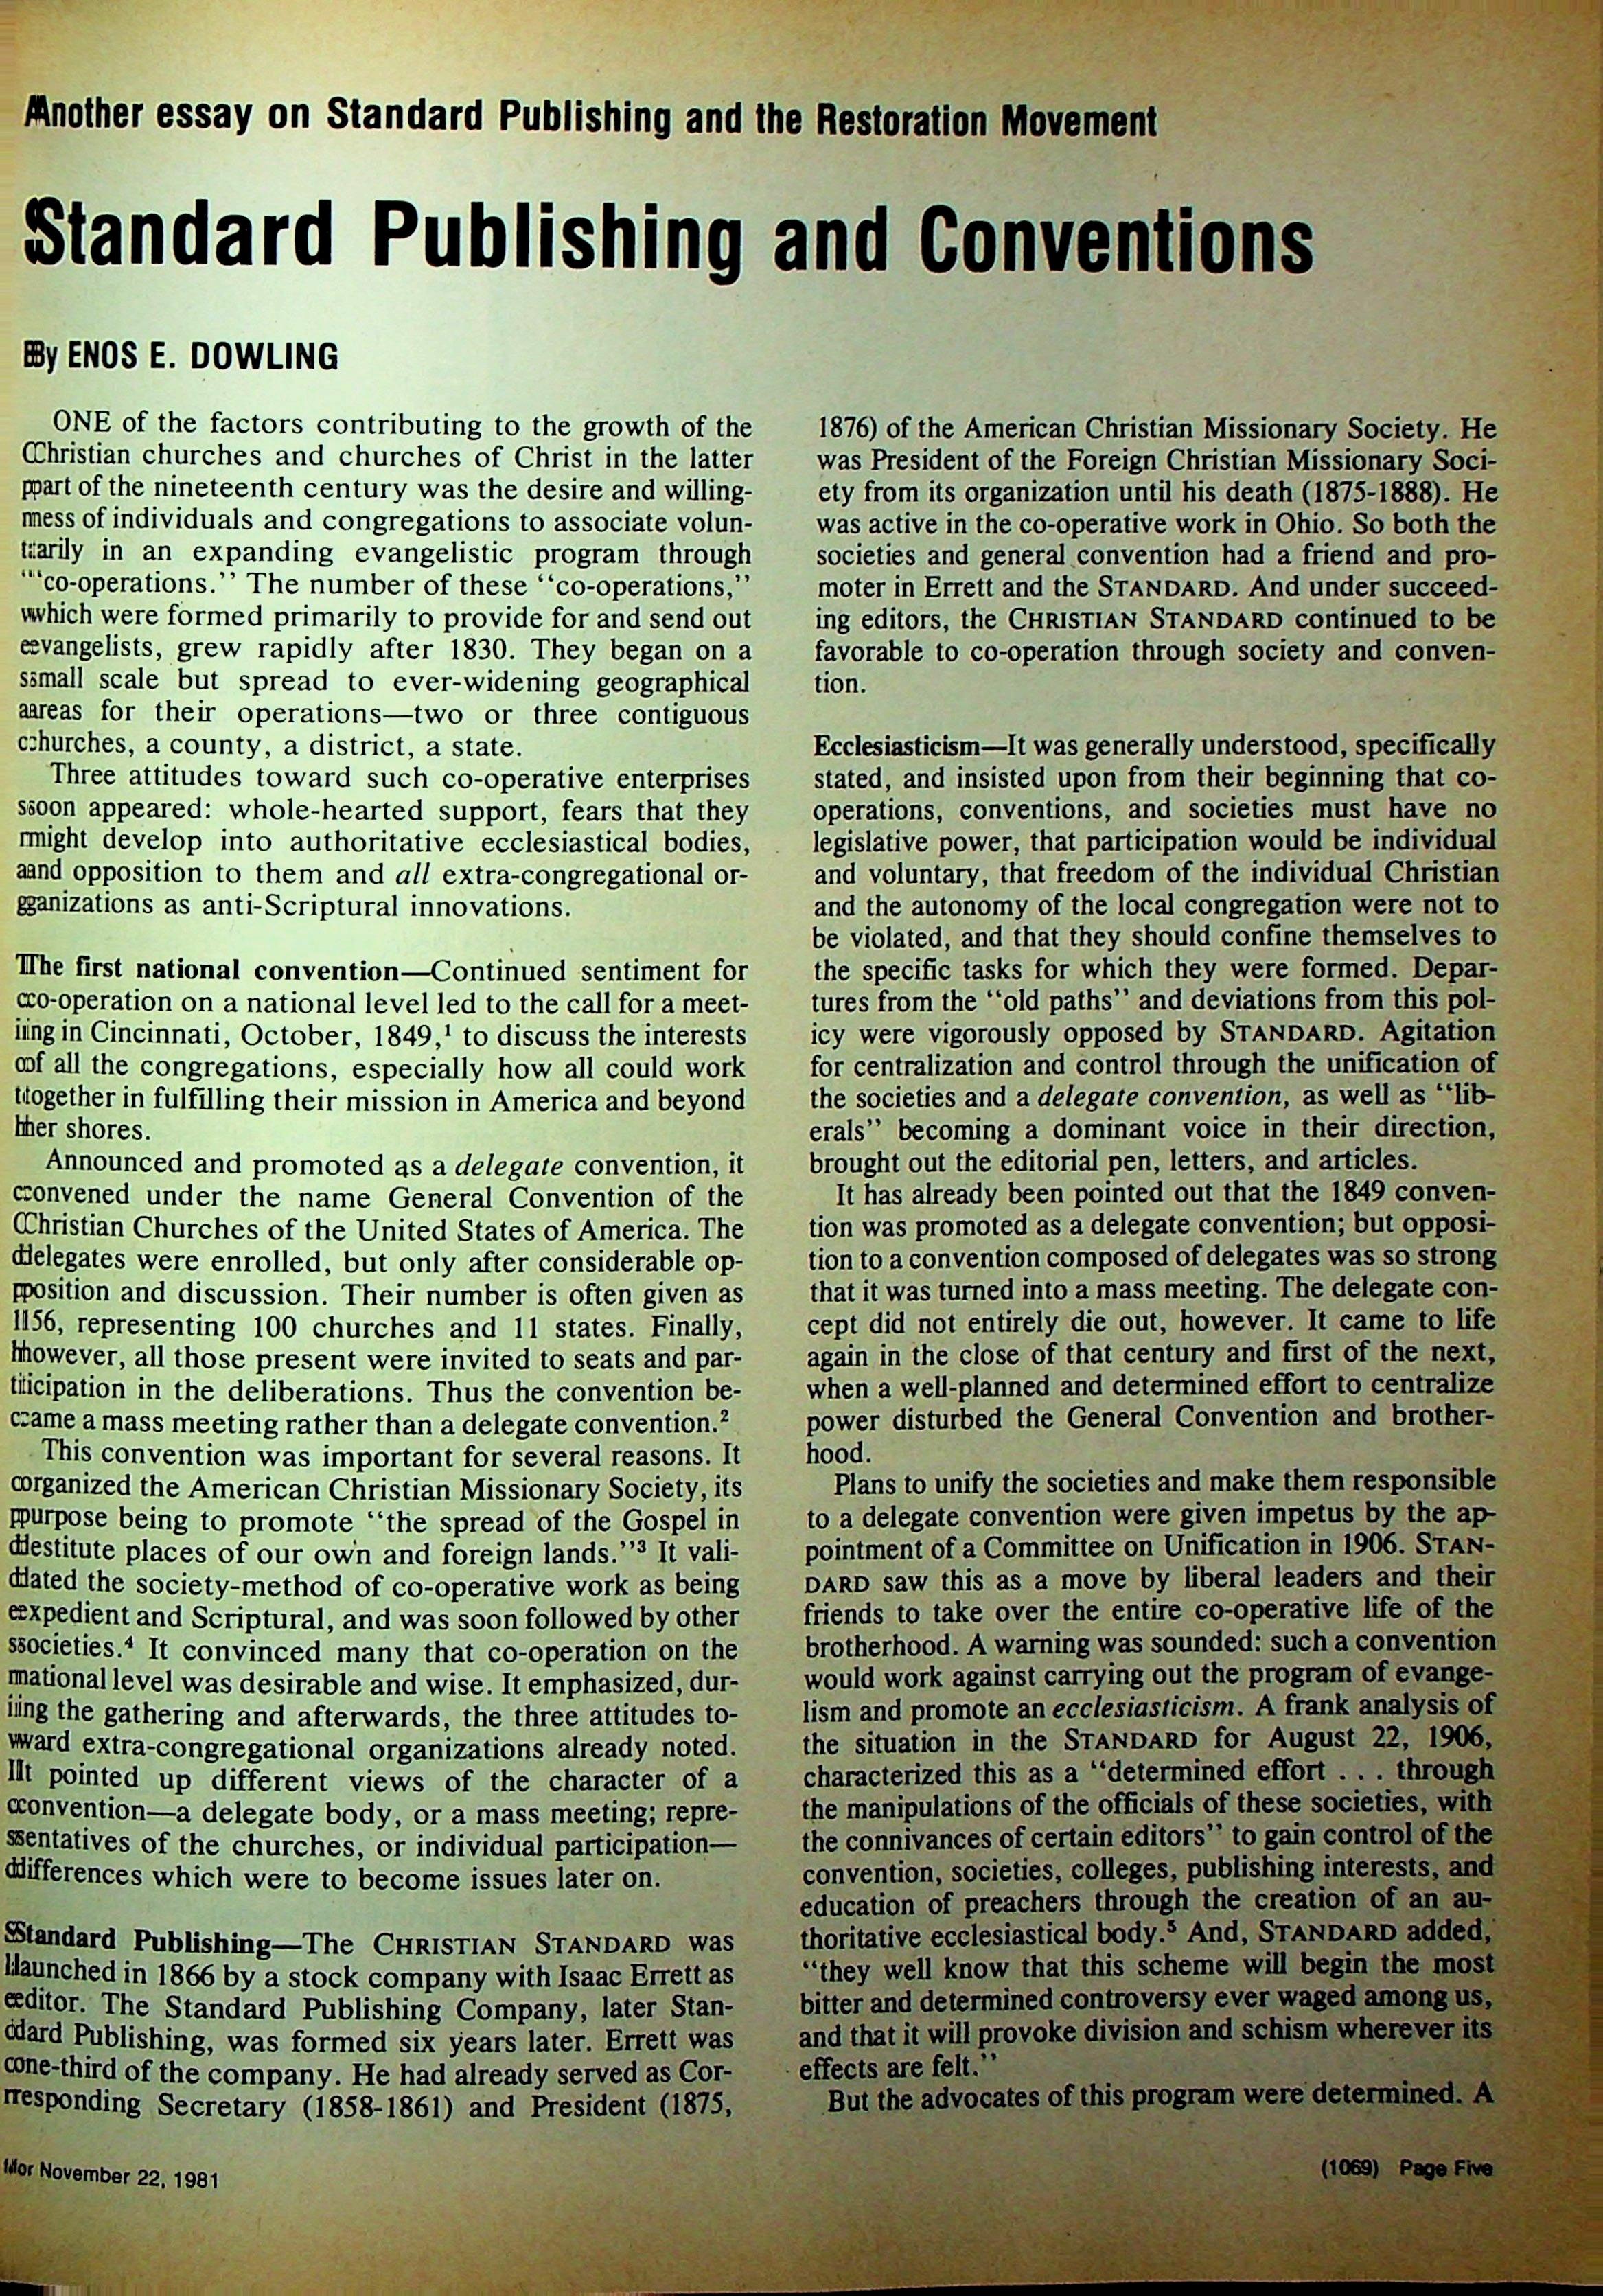 Another essay on Standard Publishing and the Restoration Movement
Standard Publishing and Conventions
By ENOS E. DOWLING
ONE of the factors contributing to the growth of the
Christian churches and churches of Christ in the latter
part of the nineteenth century was the desire and willing-
ness of individuals and congregations to associate volun-
tarily in an expanding evangelistic program through
“co-operations.” The number of these “co-operations,”
which were formed primarily to provide for and send out
evangelists, grew rapidly after 1830. They began on a
small scale but spread to ever-widening geographical
areas for their operations—two or three contiguous
churches, a county, a district, a state.
Three attitudes toward such co-operative enterprises
soon appeared: whole-hearted support, fears that they
might develop into authoritative ecclesiastical bodies,
and opposition to them and all extra-congregational or-
ganizations as anti-Scriptural innovations.
The first national convention—Continued sentiment for
co-operation on a national level led to the call for a meet-
ing in Cincinnati, October, 1849,¹ to discuss the interests
of all the congregations, especially how all could work
together in fulfilling their mission in America and beyond
her shores.
Announced and promoted as a delegate convention, it
convened under the name General Convention of the
Christian Churches of the United States of America. The
delegates were enrolled, but only after considerable op-
position and discussion. Their number is often given as
156, representing 100 churches and 11 states. Finally,
however, all those present were invited to seats and par-
ticipation in the deliberations. Thus the convention be-
came a mass meeting rather than a delegate convention.²
This convention was important for several reasons. It
organized the American Christian Missionary Society, its
purpose being to promote “the spread of the Gospel in
destitute places of our own and foreign lands.”³ It vali-
dated the society-method of co-operative work as being
expedient and Scriptural, and was soon followed by other
societies.⁴ It convinced many that co-operation on the
national level was desirable and wise. It emphasized, dur-
ing the gathering and afterwards, the three attitudes to-
ward extra-congregational organizations already noted.
It pointed up different views of the character of a
convention—a delegate body, or a mass meeting; repre-
sentatives of the churches, or individual participation—
differences which were to become issues later on.
Standard Publishing—The CHRISTIAN STANDARD was
launched in 1866 by a stock company with Isaac Errett as
editor. The Standard Publishing Company, later Stan-
dard Publishing, was formed six years later. Errett was
one-third of the company. He had already served as Cor-
responding Secretary (1858-1861) and President (1875,
1876) of the American Christian Missionary Society. He
was President of the Foreign Christian Missionary Soci-
ety from its organization until his death (1875-1888). He
was active in the co-operative work in Ohio. So both the
societies and general convention had a friend and pro-
moter in Errett and the STANDARD. And under succeed-
ing editors, the CHRISTIAN STANDARD continued to be
favorable to co-operation through society and conven-
tion.
Ecclesiasticism—It was generally understood, specifically
stated, and insisted upon from their beginning that co-
operations, conventions, and societies must have no
legislative power, that participation would be individual
and voluntary, that freedom of the individual Christian
and the autonomy of the local congregation were not to
be violated, and that they should confine themselves to
the specific tasks for which they were formed. Depar-
tures from the “old paths” and deviations from this pol-
icy were vigorously opposed by STANDARD. Agitation
for centralization and control through the unification of
the societies and a delegate convention, as well as “lib-
erals” becoming a dominant voice in their direction,
brought out the editorial pen, letters, and articles.
It has already been pointed out that the 1849 conven-
tion was promoted as a delegate convention; but opposi-
tion to a convention composed of delegates was so strong
that it was turned into a mass meeting. The delegate con-
cept did not entirely die out, however. It came to life
again in the close of that century and first of the next,
when a well-planned and determined effort to centralize
power disturbed the General Convention and brother-
hood.
Plans to unify the societies and make them responsible
to a delegate convention were given impetus by the ap-
pointment of a Committee on Unification in 1906. STAN-
DARD saw this as a move by liberal leaders and their
friends to take over the entire co-operative life of the
brotherhood. A warning was sounded: such a convention
would work against carrying out the program of evange-
lism and promote an ecclesiasticism. A frank analysis of
the situation in the STANDARD for August 22, 1906,
characterized this as a “determined effort . . . through
the manipulations of the officials of these societies, with
the connivances of certain editors” to gain control of the
convention, societies, colleges, publishing interests, and
education of preachers through the creation of an au-
thoritative ecclesiastical body.⁵ And, STANDARD added,
“they well know that this scheme will begin the most
bitter and determined controversy ever waged among us,
and that it will provoke division and schism wherever its
effects are felt.”
But the advocates of this program were determined. A
for November 22, 1981
(1069) Page Five